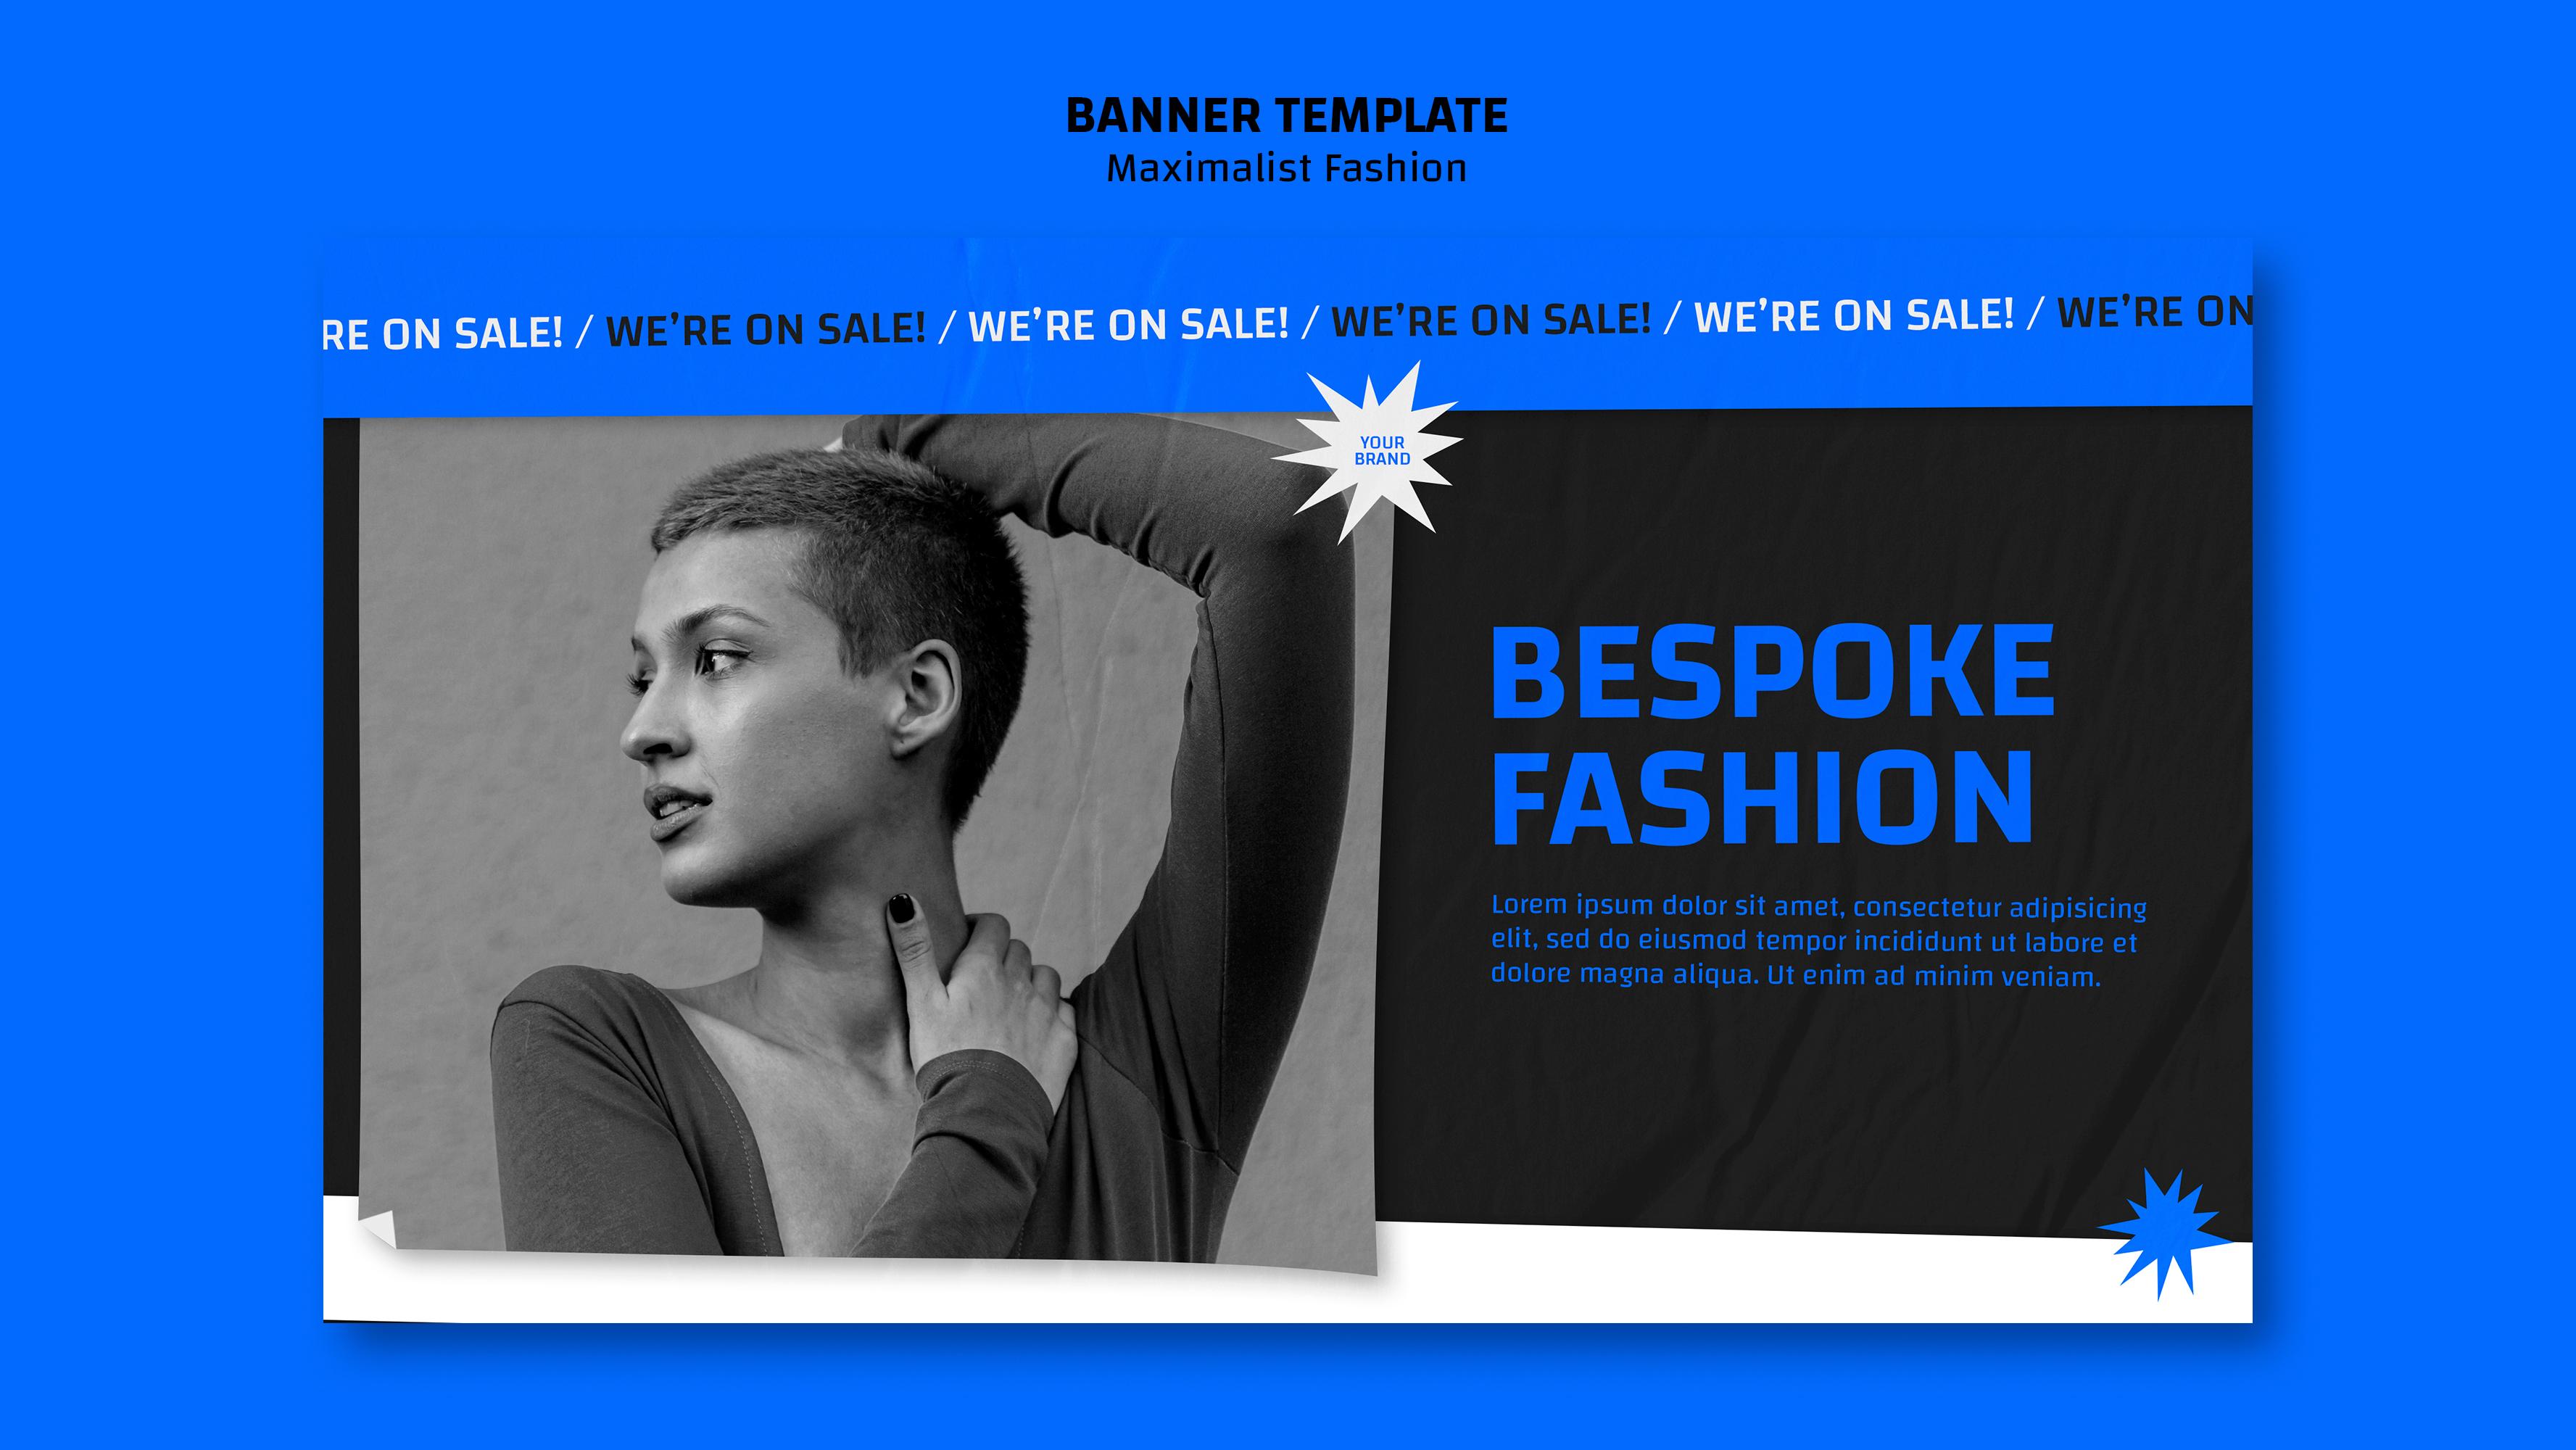 BANNER TEMPLATE
Maximalist Fashion
RE ON SALE! / WE’RE ON SALE! / WE’RE ON SALE! / WE’RE ON SALE! / WE’RE ON SALE! / WE’RE ON
YOUR
BRAND
BESPOKE
FASHION
Lorem ipsum dolor sit amet, consectetur adipisicing
elit, sed do eiusmod tempor incididunt ut labore et
dolore magna aliqua. Ut enim ad minim veniam.